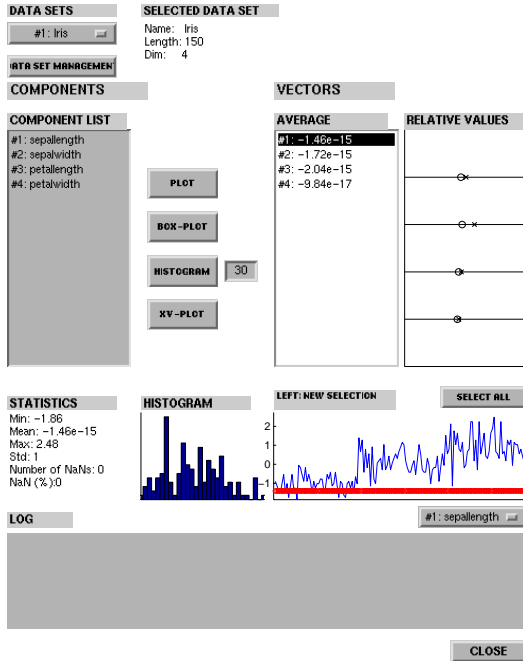 DATA SETS
SELECTED DATA SET
#1: Iris
Name: Iris
Length: 150
Dim: 4
ATA SET MANAGEMEN
COMPONENTS
VECTORS
COMPONENT LIST
AVERAGE
RELATIVE VALUES
#1: sepallength
#2: sepalwidth
#3: petallength
#4: petalwidth
#1: -1.46e-15
#2: -1.72e-15
#3: -2.04e-15
#4: -9.84e-17
PLOT
BOX-PLOT
HISTOGRAM
30
XV-PLOT
STATISTICS
HISTOGRAM
LEFT: NEW SELECTION
SELECT ALL
Min: -1.86
Mean: -1.46e-15
Max: 2.48
Std: 1
Number of NaNs: 0
NaN (%):0
2
1
0
-1
LOG
#1: sepallength
CLOSE